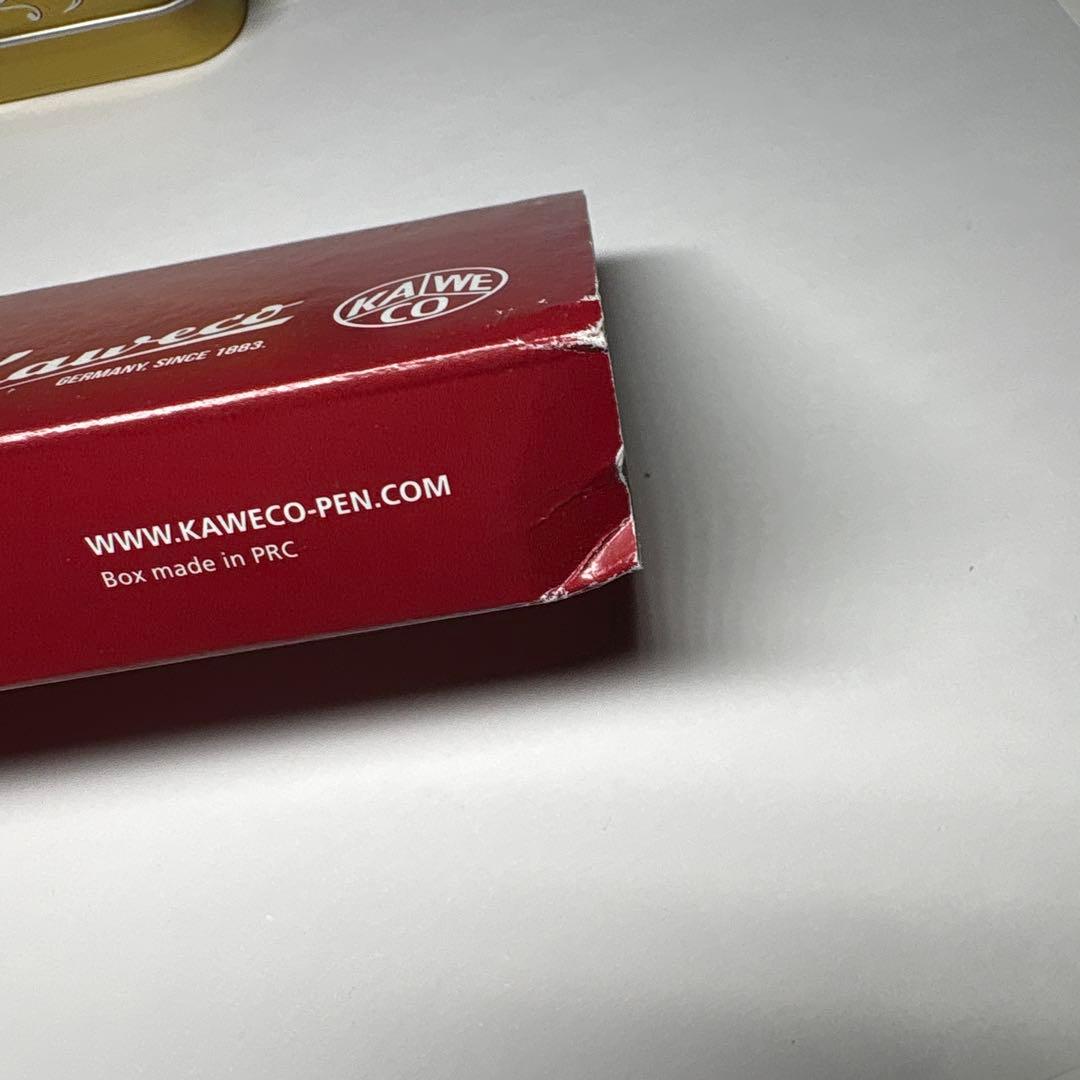 Kaweco
GERMANY, SINCE 1883.
KA WE
CO
WWW.KAWECO-PEN.COM
Box made in PRC